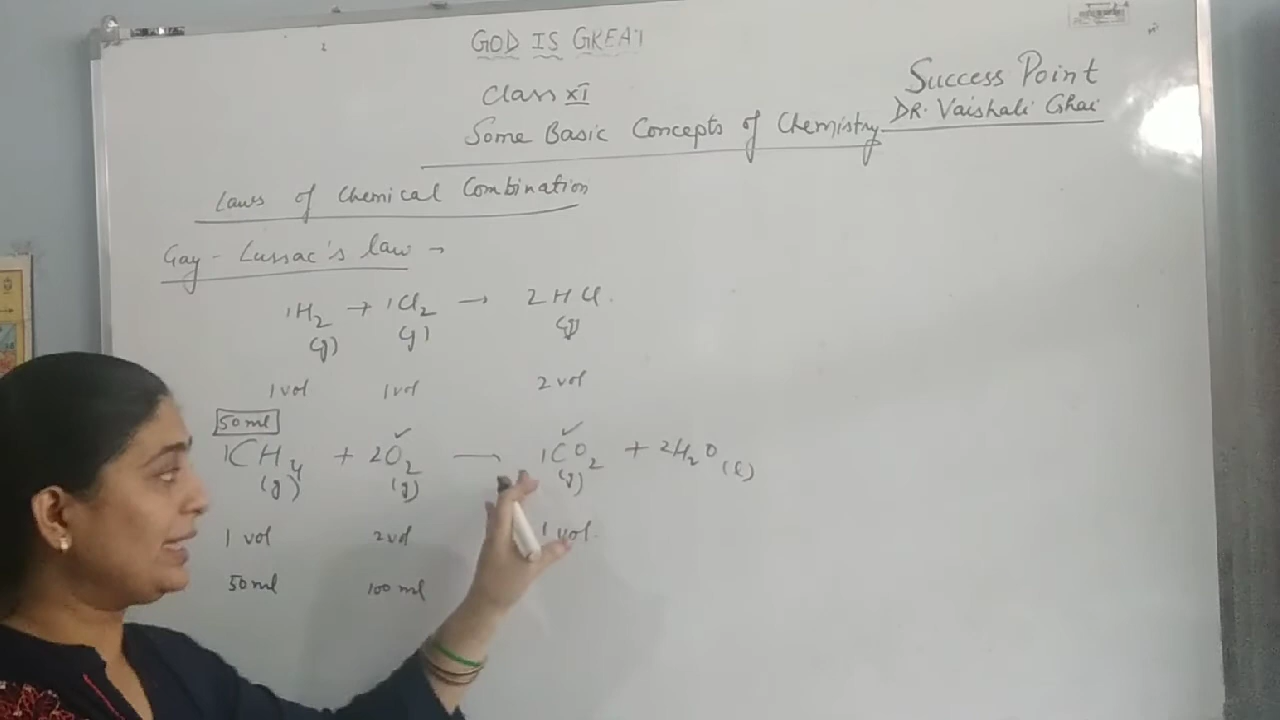 GOD IS GREAT
Success Point
DR. Vaishali Ghai
Class XI
Some Basic Concepts of Chemistry
Laws of Chemical Combination
Gay-Lussac's law →
1H2 + 1Cl2 → 2HCl.
(g) (g) (g)
1 vol 1 vol 2 vol
50 ml
1CH4 + 2O2 → 1CO2 + 2H2O (l)
(g) (g) (g)
1 vol 2 vol 1 vol.
50 ml 100 ml